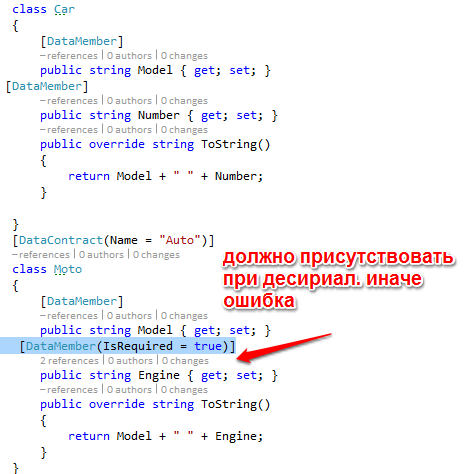 class Car
{
[DataMember]
−references | 0 authors | 0 changes
public string Model { get; set; }
[DataMember]
−references | 0 authors | 0 changes
public string Number { get; set; }
−references | 0 authors | 0 changes
public override string ToString()
{
return Model + " " + Number;
}
}
[DataContract(Name = "Auto")]
−references | 0 authors | 0 changes
class Moto
{
[DataMember]
−references | 0 authors | 0 changes
public string Model { get; set; }
[DataMember(IsRequired = true)]
2 references | 0 authors | 0 changes
public string Engine { get; set; }
−references | 0 authors | 0 changes
public override string ToString()
{
return Model + " " + Engine;
}
}
должно присутствовать
при десириал. иначе
ошибка